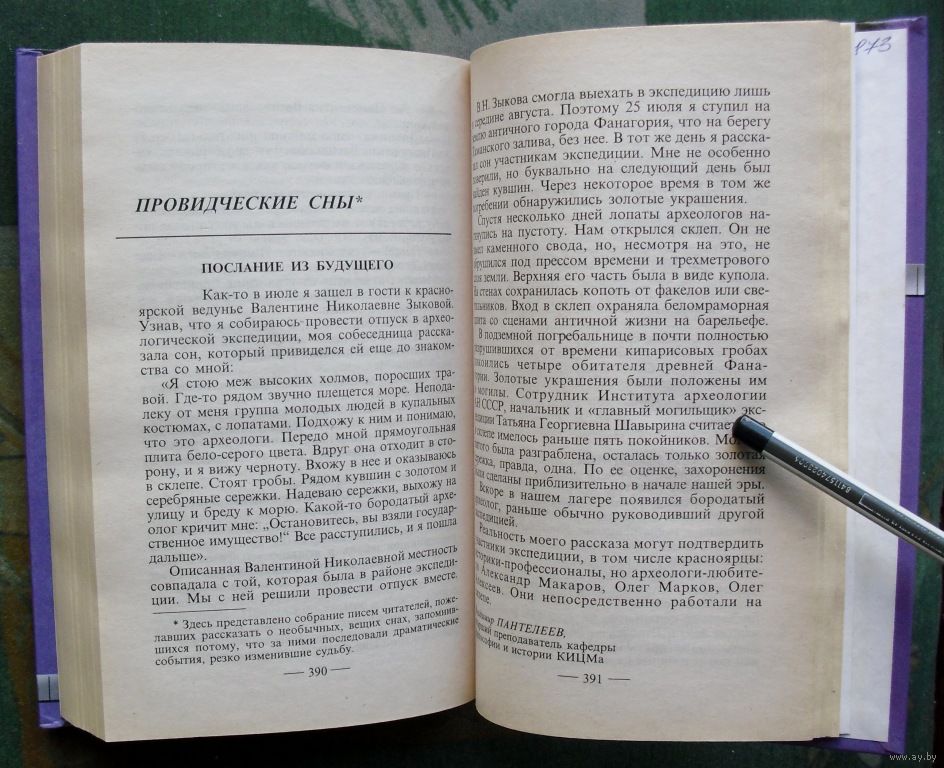 ПРОВИДЧЕСКИЕ СНЫ*
ПОСЛАНИЕ ИЗ БУДУЩЕГО
Как-то в июле я зашел в гости к красно-
ярской ведунье Валентине Николаевне Зыковой.
Узнав, что я собираюсь провести отпуск в архео-
логической экспедиции, моя собеседница расска-
зала сон, который привиделся ей еще до знаком-
ства со мной:
«Я стою меж высоких холмов, поросших тра-
вой. Где-то рядом звучно плещется море. Непода-
леку от меня группа молодых людей в купальных
костюмах, с лопатами. Подхожу к ним и понимаю,
что это археологи. Передо мной прямоугольная
плита бело-серого цвета. Вдруг она отходит в сто-
рону, и я вижу черноту. Вхожу в нее и оказываюсь
в склепе. Стоят гробы. Рядом кувшин с золотом и
серебряные сережки. Надеваю сережки, выхожу на
улицу и бреду к морю. Какой-то бородатый архе-
олог кричит мне: „Остановитесь, вы взяли государ-
ственное имущество!“ Все расступились, и я пошла
дальше».
Описанная Валентиной Николаевной местность
совпадала с той, которая была в районе экспеди-
ции. Мы с ней решили провести отпуск вместе.
* Здесь представлено собрание писем читателей, поже-
лавших рассказать о необычных, вещих снах, запомнив-
шихся потому, что за ними последовали драматические
события, резко изменившие судьбу.
— 390 —
873
В.Н. Зыкова смогла выехать в экспедицию лишь
середине августа. Поэтому 25 июля я ступил на
античного города Фанагория, что на берегу
залива, без нее. В тот же день я расска-
сон участникам экспедиции. Мне не особенно
но буквально на следующий день был
кувшин. Через некоторое время в том же
обнаружились золотые украшения.
Спустя несколько дней лопаты археологов на-
на пустоту. Нам открылся склеп. Он не
каменного свода, но, несмотря на это, не
под прессом времени и трехметрового
земли. Верхняя его часть была в виде купола.
стенах сохранилась копоть от факелов или све-
Вход в склеп охраняла беломраморная
со сценами античной жизни на барельефе.
В подземной погребальнице в почти полностью
от времени кипарисовых гробах
четыре обитателя древней Фана-
Золотые украшения были положены им
могилы. Сотрудник Института археологии
СССР, начальник и «главный могильщик» экс-
Татьяна Георгиевна Шавырина считает
склепе имелось раньше пять покойников.
была разграблена, осталась только золотая
правда, одна. По ее оценке, захоронения
сделаны приблизительно в начале нашей эры.
Вскоре в нашем лагере появился бородатый
раньше обычно руководивший другой
Реальность моего рассказа могут подтвердить
экспедиции, в том числе красноярцы:
но археологи-любите-
Александр Макаров, Олег Марков, Олег
Они непосредственно работали на
ПАНТЕЛЕЕВ,
преподаватель кафедры
и истории КИЦМа
— 391 —
www.ay.by